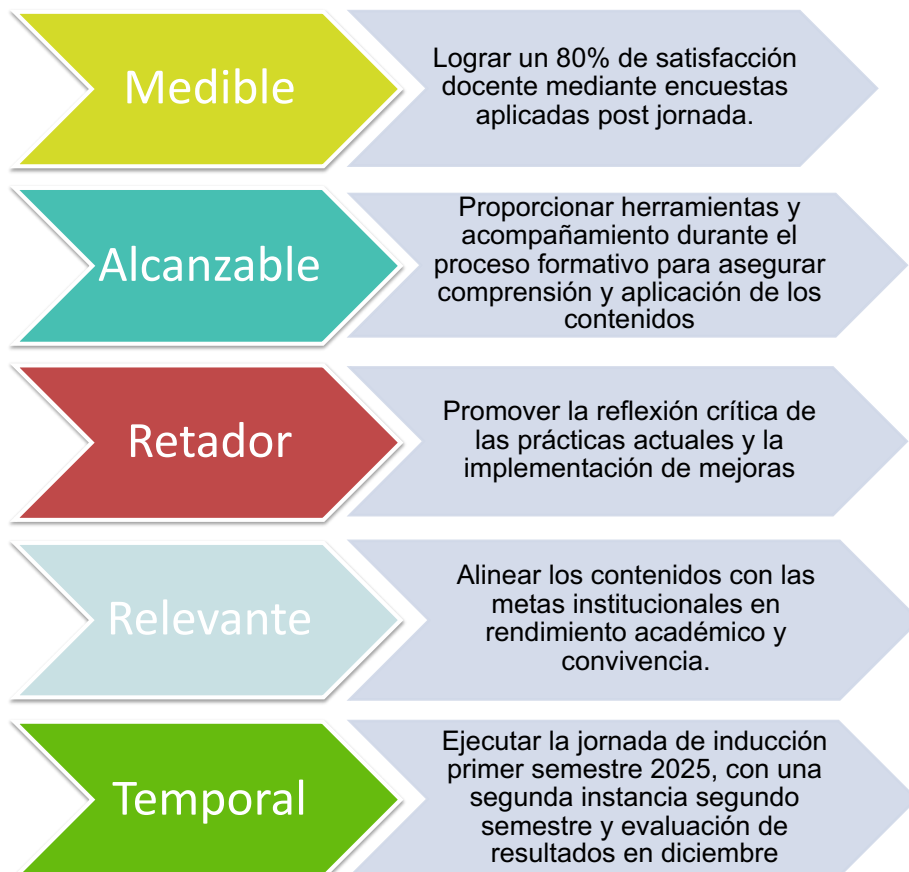 Medible
Lograr un 80% de satisfacción
docente mediante encuestas
aplicadas post jornada.
Alcanzable
Proporcionar herramientas y
acompañamiento durante el
proceso formativo para asegurar
comprensión y aplicación de los
contenidos
Retador
Promover la reflexión crítica de
las prácticas actuales y la
implementación de mejoras
Relevante
Alinear los contenidos con las
metas institucionales en
rendimiento académico y
convivencia.
Temporal
Ejecutar la jornada de inducción
primer semestre 2025, con una
segunda instancia segundo
semestre y evaluación de
resultados en diciembre